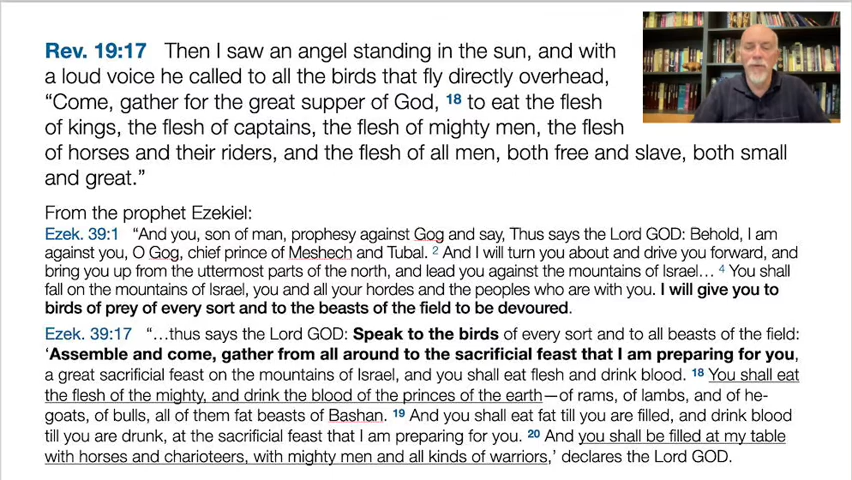 Rev. 19:17 Then I saw an angel standing in the sun, and with
a loud voice he called to all the birds that fly directly overhead,
“Come, gather for the great supper of God, 18 to eat the flesh
of kings, the flesh of captains, the flesh of mighty men, the flesh
of horses and their riders, and the flesh of all men, both free and slave, both small
and great.”
From the prophet Ezekiel:
Ezek. 39:1 “And you, son of man, prophesy against Gog and say, Thus says the Lord GOD: Behold, I am
against you, O Gog, chief prince of Meshech and Tubal. 2 And I will turn you about and drive you forward, and
bring you up from the uttermost parts of the north, and lead you against the mountains of Israel… 4 You shall
fall on the mountains of Israel, you and all your hordes and the peoples who are with you. I will give you to
birds of prey of every sort and to the beasts of the field to be devoured.
Ezek. 39:17 “…thus says the Lord GOD: Speak to the birds of every sort and to all beasts of the field:
‘Assemble and come, gather from all around to the sacrificial feast that I am preparing for you,
a great sacrificial feast on the mountains of Israel, and you shall eat flesh and drink blood. 18 You shall eat
the flesh of the mighty, and drink the blood of the princes of the earth—of rams, of lambs, and of he-
goats, of bulls, all of them fat beasts of Bashan. 19 And you shall eat fat till you are filled, and drink blood
till you are drunk, at the sacrificial feast that I am preparing for you. 20 And you shall be filled at my table
with horses and charioteers, with mighty men and all kinds of warriors,’ declares the Lord GOD.